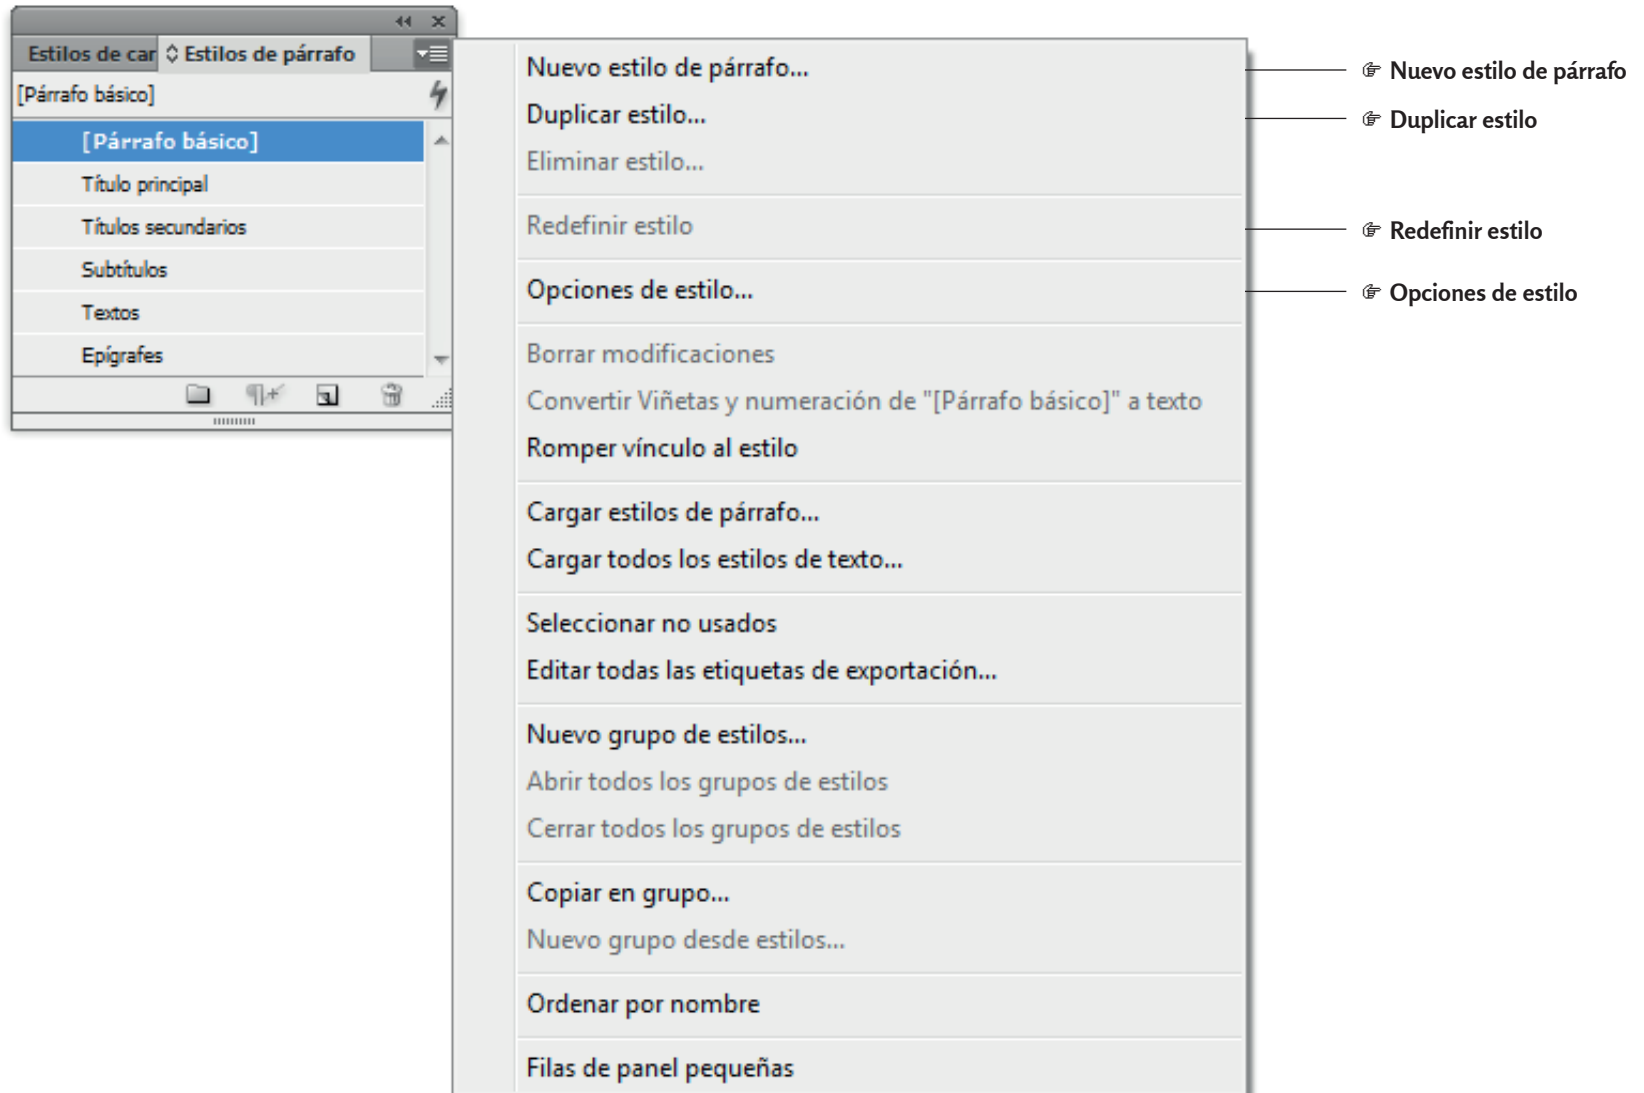 Estilos de car
Estilos de párrafo
[Párrafo básico]
[Párrafo básico]
Título principal
Títulos secundarios
Subtítulos
Textos
Epígrafes
Nuevo estilo de párrafo...
Duplicar estilo...
Eliminar estilo...
Redefinir estilo
Opciones de estilo...
Borrar modificaciones
Convertir Viñetas y numeración de "[Párrafo básico]" a texto
Romper vínculo al estilo
Cargar estilos de párrafo...
Cargar todos los estilos de texto...
Seleccionar no usados
Editar todas las etiquetas de exportación...
Nuevo grupo de estilos...
Abrir todos los grupos de estilos
Cerrar todos los grupos de estilos
Copiar en grupo...
Nuevo grupo desde estilos...
Ordenar por nombre
Filas de panel pequeñas
☞ Nuevo estilo de párrafo
☞ Duplicar estilo
☞ Redefinir estilo
☞ Opciones de estilo